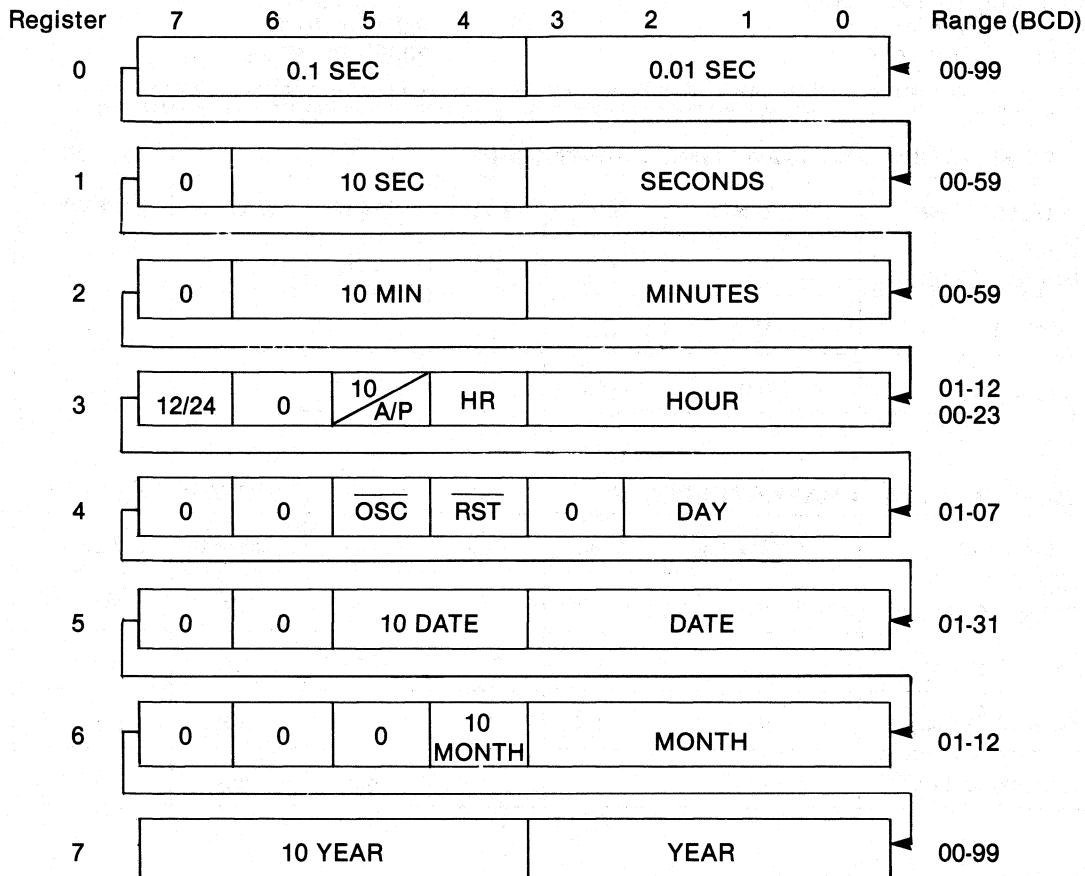 Register 7 6 5 4 3 2 1 0 Range (BCD)
0 0.1 SEC 0.01 SEC 00-99
1 0 10 SEC SECONDS 00-59
2 0 10 MIN MINUTES 00-59
3 12/24 0 10 A/P HR HOUR 01-12
00-23
4 0 0 OSC RST 0 DAY 01-07
5 0 0 10 DATE DATE 01-31
6 0 0 0 10 MONTH MONTH 01-12
7 10 YEAR YEAR 00-99